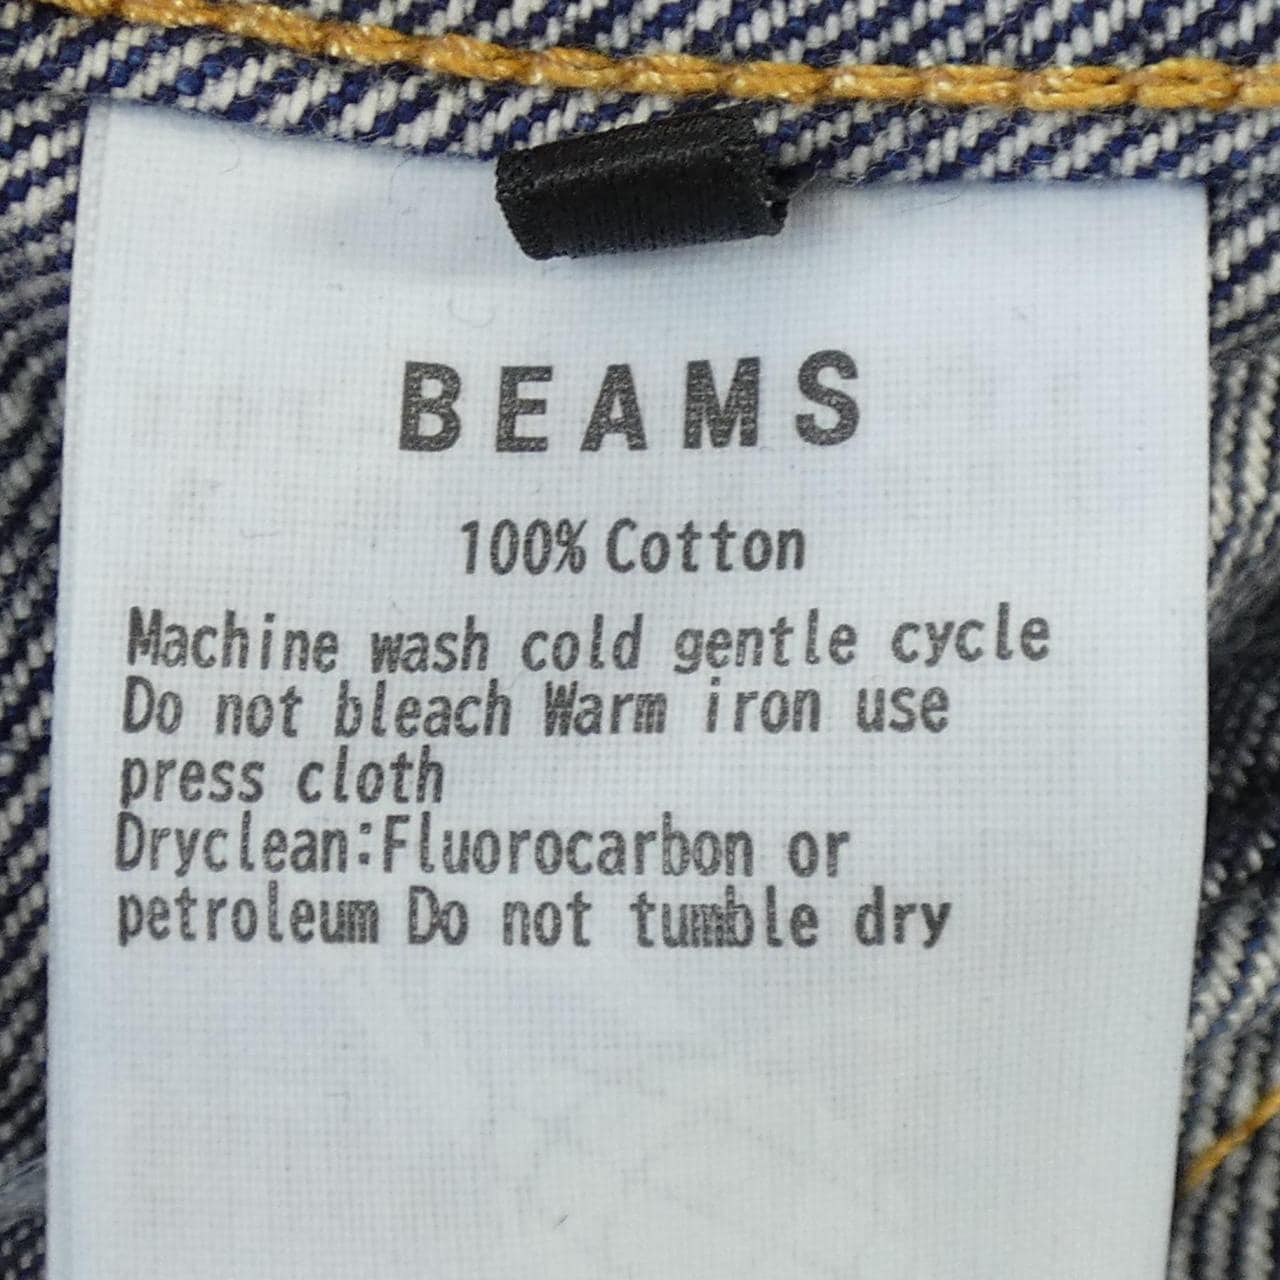 BEAMS
100% Cotton
Machine wash cold gentle cycle
Do not bleach Warm iron use
press cloth
Dryclean:Fluorocarbon or
petroleum Do not tumble dry